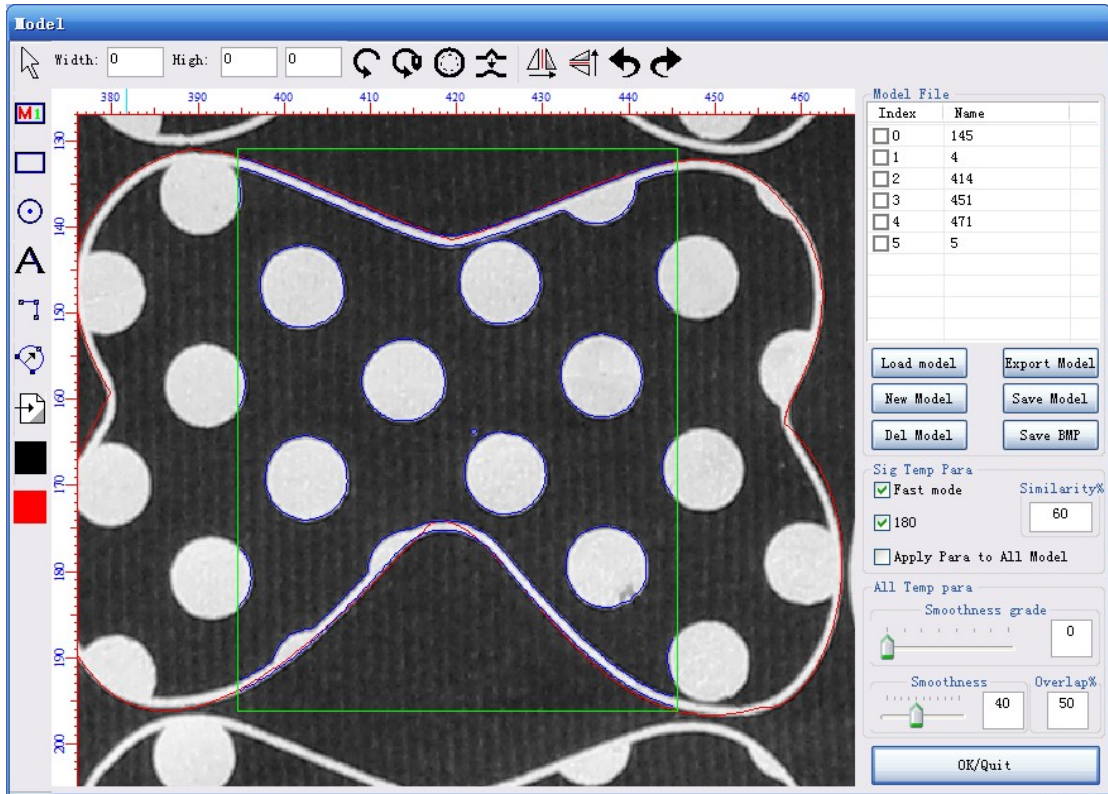 Model
Width: 0 High: 0 0
380 390 400 410 420 430 440 450 460
M1
A
130
140
150
160
170
180
190
200
Model File
Index Name
0 145
1 4
2 414
3 451
4 471
5 5
Load model Export Model
New Model Save Model
Del Model Save BMP
Sig Temp Para
Fast mode Similarity%
180 60
Apply Para to All Model
All Temp para
Smoothness grade
0
Smoothness Overlap%
40 50
OK/Quit